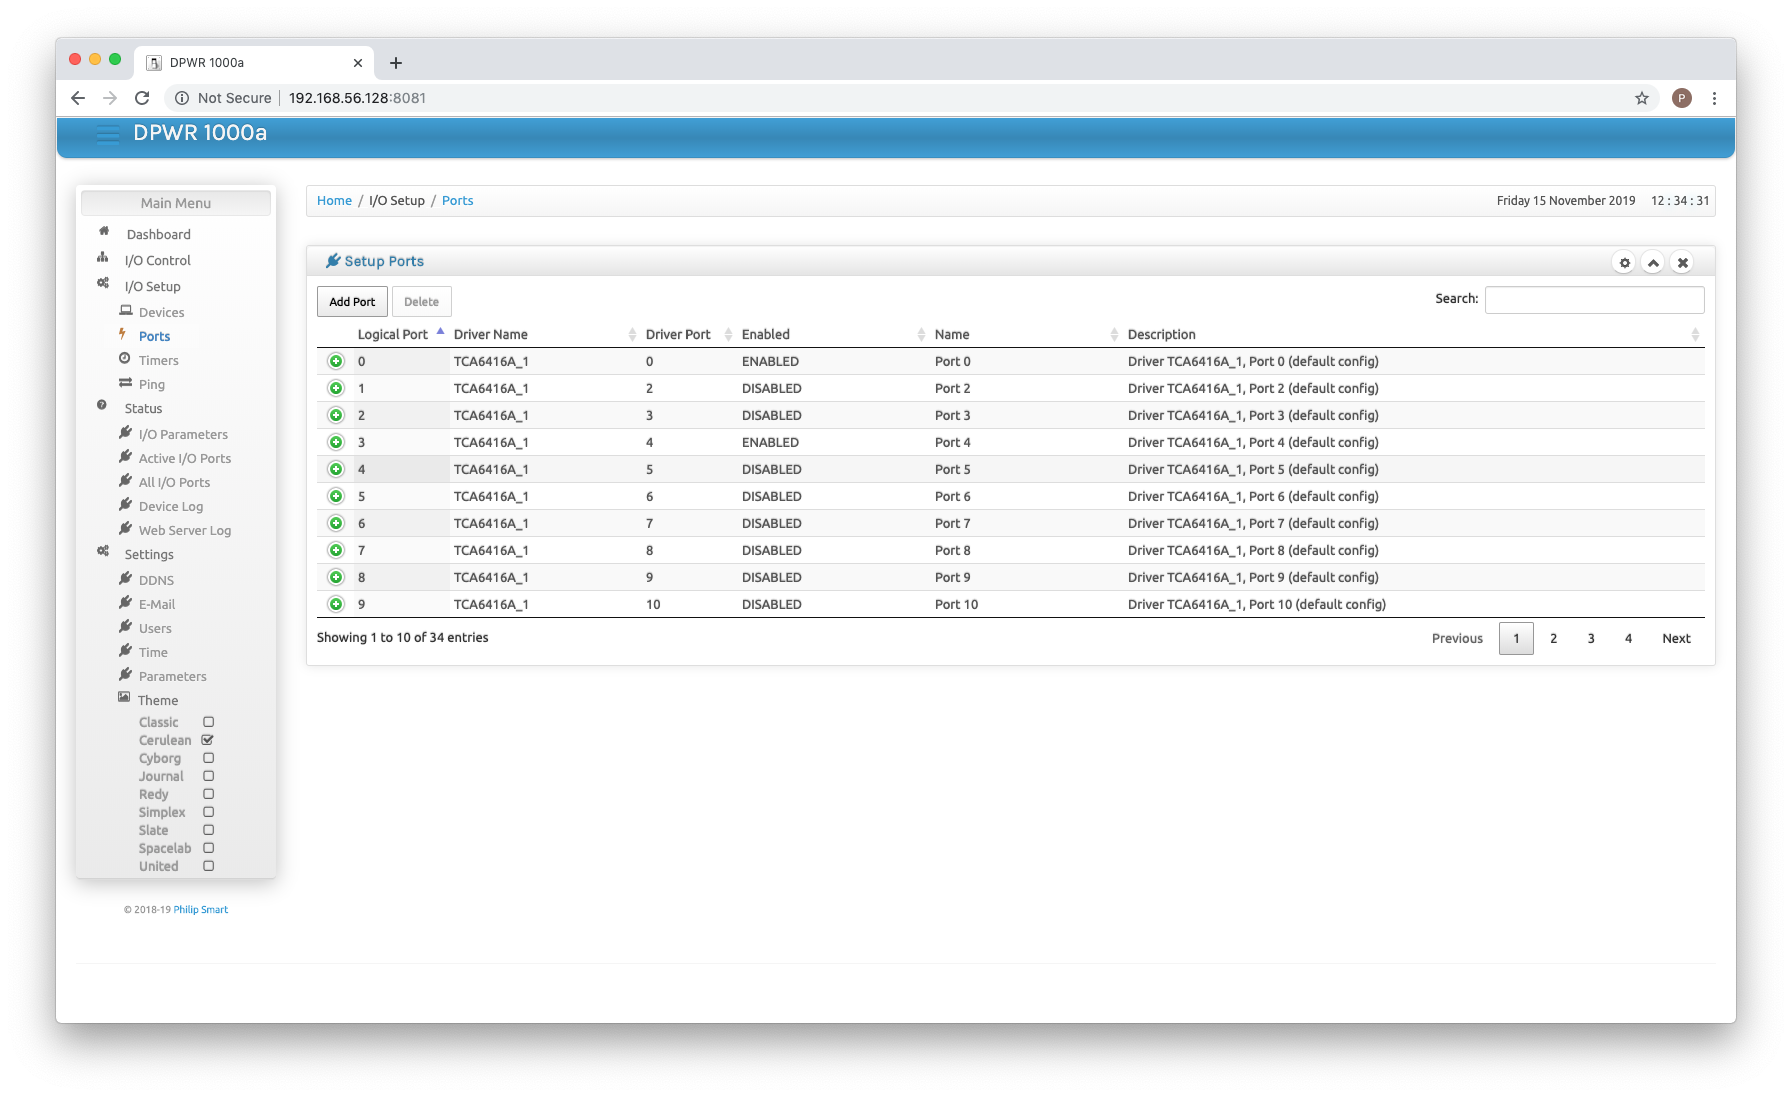 DPWR 1000a
Not Secure 192.168.56.128:8081
P
DPWR 1000a
Main Menu
Dashboard
I/O Control
I/O Setup
Devices
Ports
Timers
Ping
Status
I/O Parameters
Active I/O Ports
All I/O Ports
Device Log
Web Server Log
Settings
DDNS
E-Mail
Users
Time
Parameters
Theme
Classic
Cerulean
Cyborg
Journal
Redy
Simplex
Slate
Spacelab
United
© 2018-19 Philip Smart
Home / I/O Setup / Ports
Friday 15 November 2019 12 : 34 : 31
Setup Ports
Add Port Delete
Search:
Logical Port Driver Name Driver Port Enabled Name Description
0 TCA6416A_1 0 ENABLED Port 0 Driver TCA6416A_1, Port 0 (default config)
1 TCA6416A_1 2 DISABLED Port 2 Driver TCA6416A_1, Port 2 (default config)
2 TCA6416A_1 3 DISABLED Port 3 Driver TCA6416A_1, Port 3 (default config)
3 TCA6416A_1 4 ENABLED Port 4 Driver TCA6416A_1, Port 4 (default config)
4 TCA6416A_1 5 DISABLED Port 5 Driver TCA6416A_1, Port 5 (default config)
5 TCA6416A_1 6 DISABLED Port 6 Driver TCA6416A_1, Port 6 (default config)
6 TCA6416A_1 7 DISABLED Port 7 Driver TCA6416A_1, Port 7 (default config)
7 TCA6416A_1 8 DISABLED Port 8 Driver TCA6416A_1, Port 8 (default config)
8 TCA6416A_1 9 DISABLED Port 9 Driver TCA6416A_1, Port 9 (default config)
9 TCA6416A_1 10 DISABLED Port 10 Driver TCA6416A_1, Port 10 (default config)
Showing 1 to 10 of 34 entries
Previous 1 2 3 4 Next